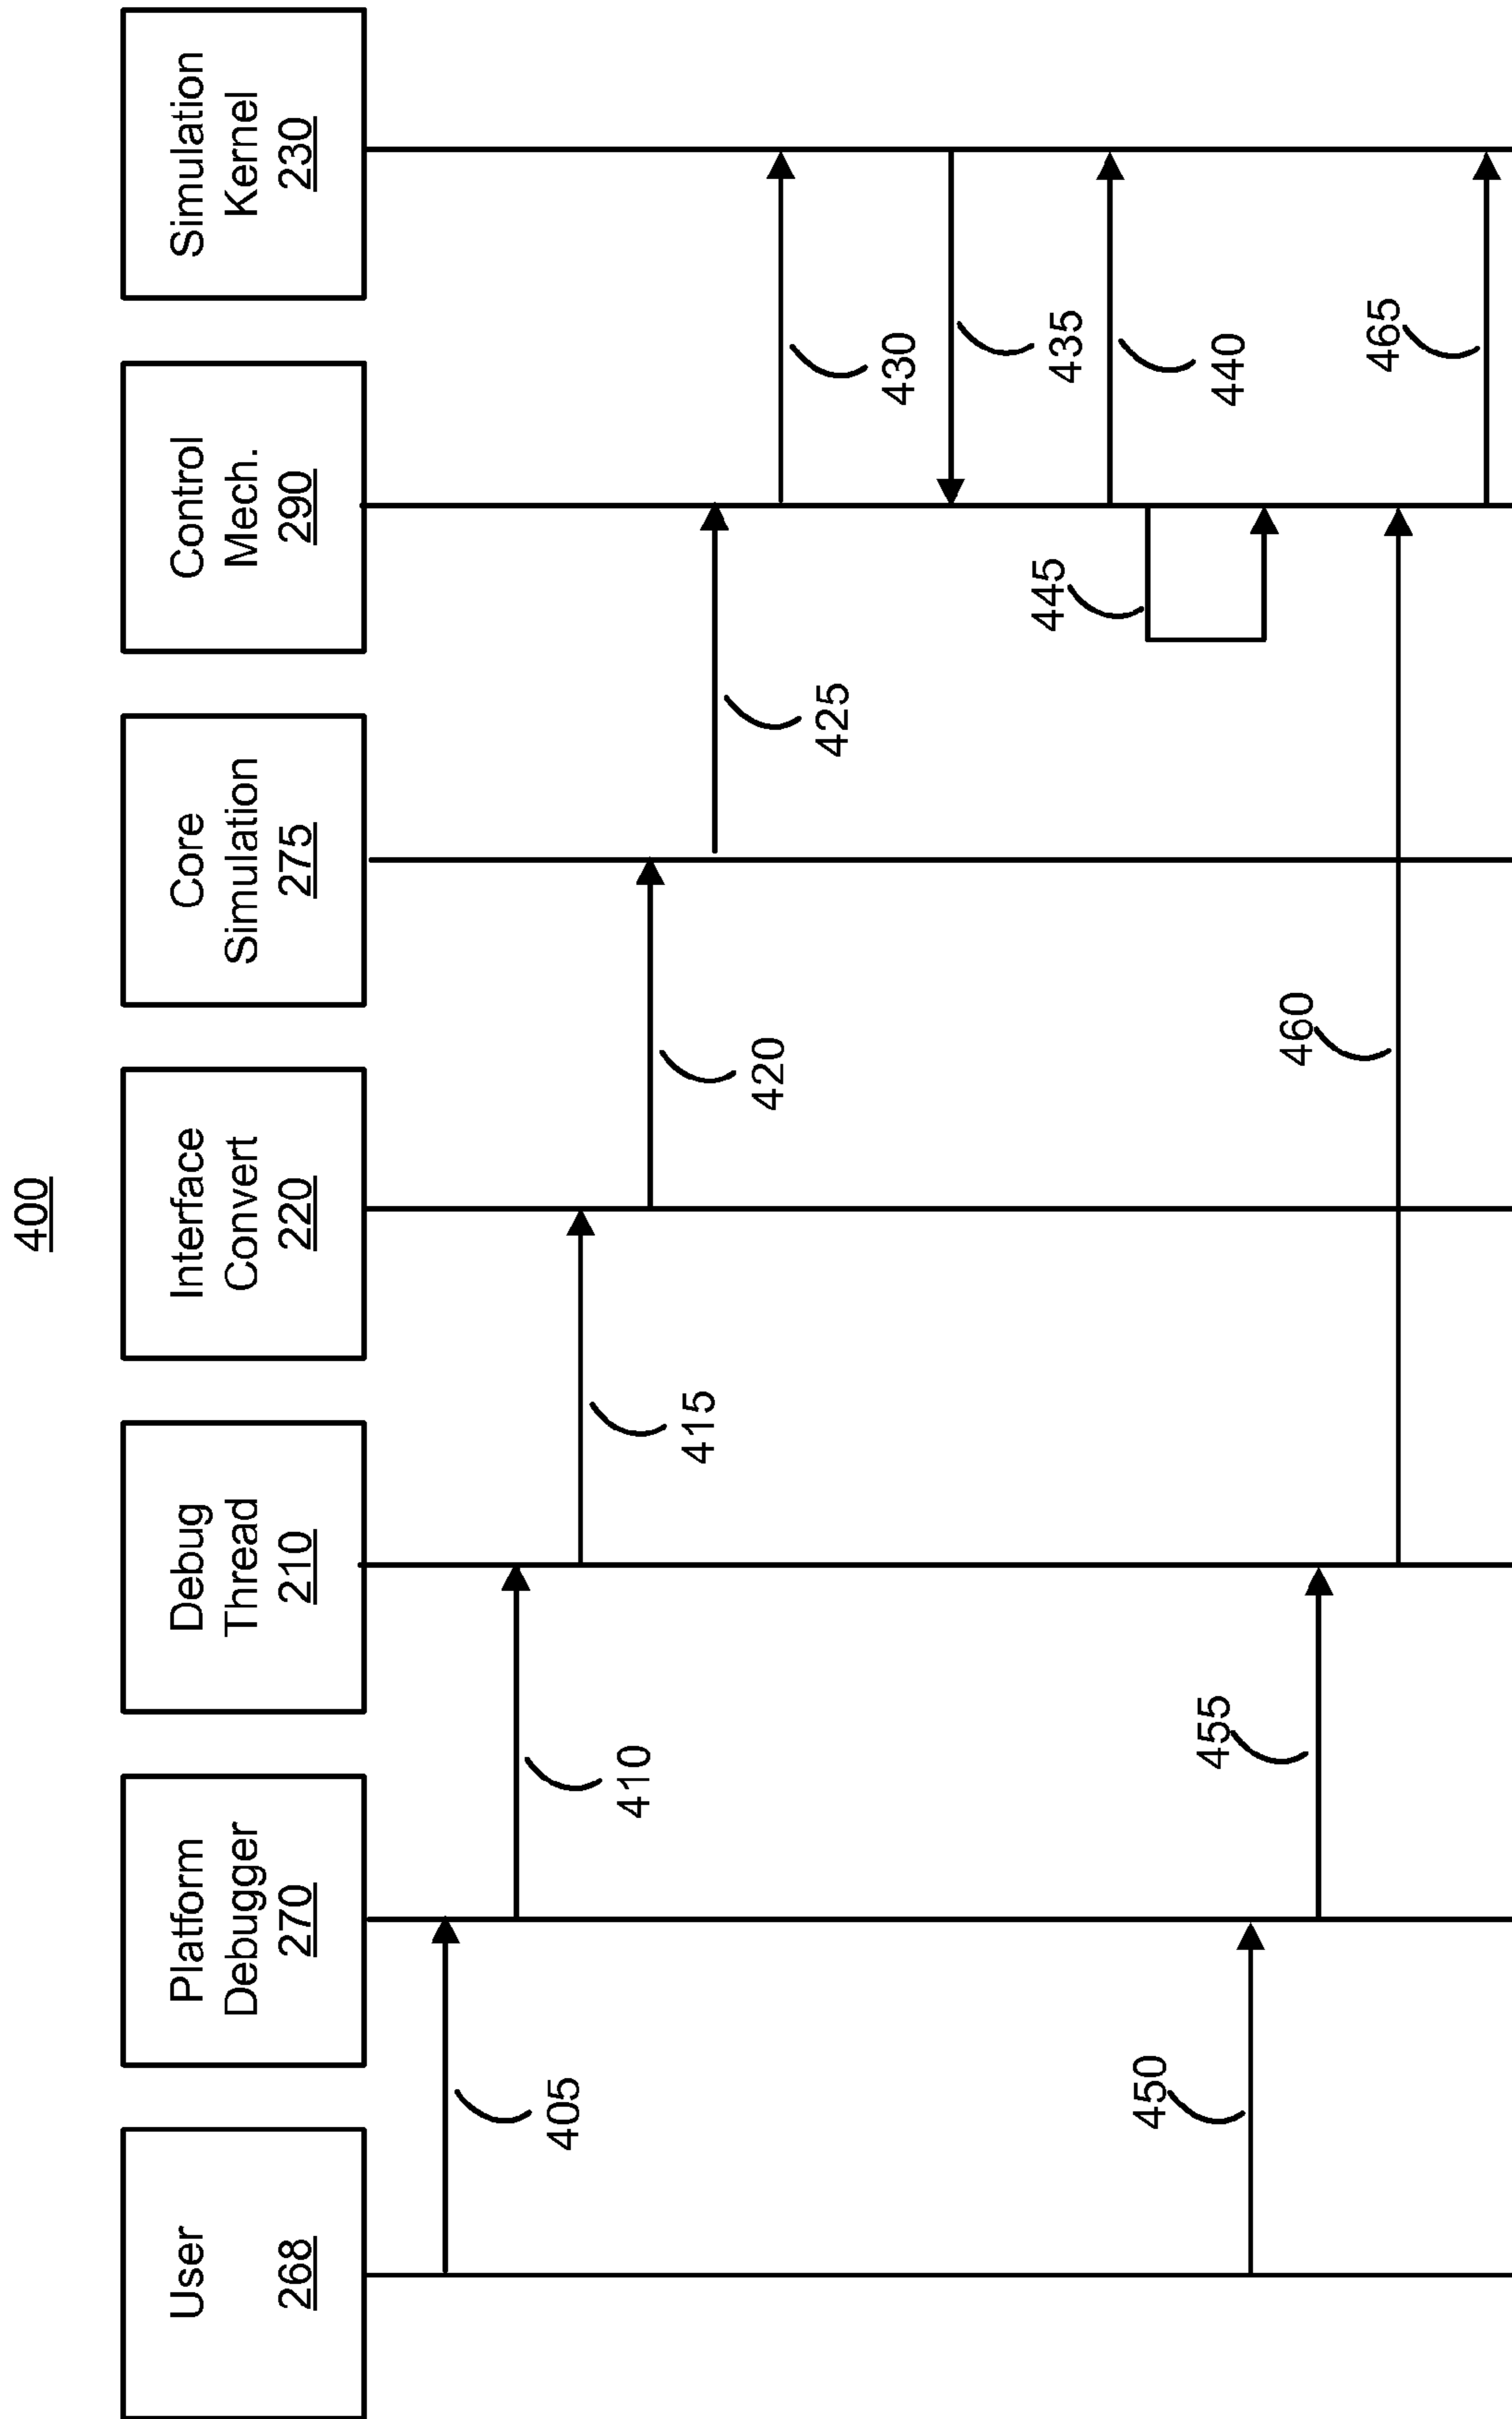 400
User
268
Platform
Debugger
270
Debug
Thread
210
Interface
Convert
220
Core
Simulation
275
Control
Mech.
290
Simulation
Kernel
230
405
410
415
420
425
430
435
440
445
450
455
460
465